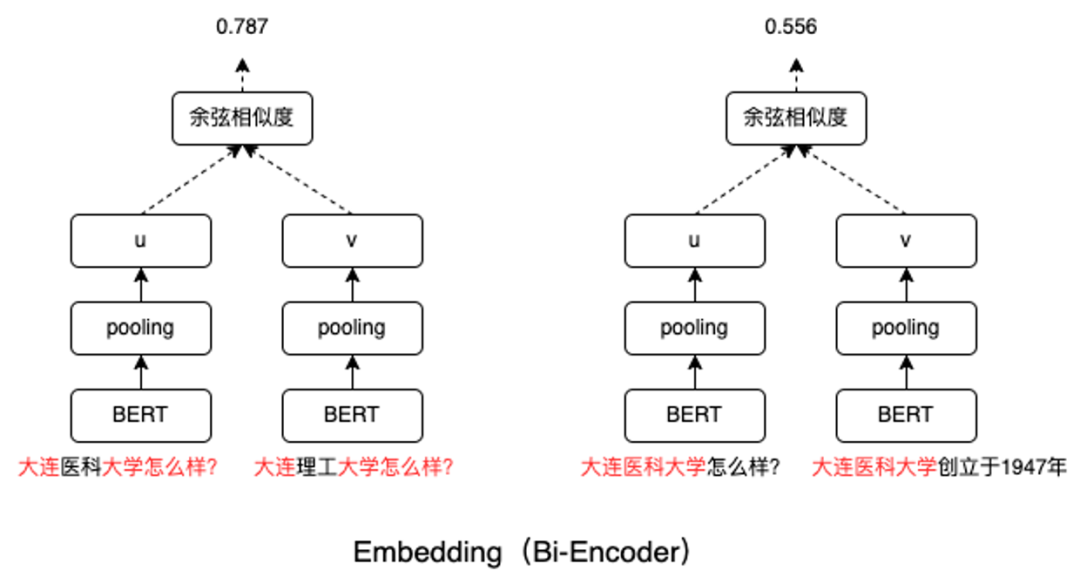 0.787
0.556
余弦相似度
余弦相似度
u
v
u
v
pooling
pooling
pooling
pooling
BERT
BERT
BERT
BERT
大连医科大学怎么样?
大连理工大学怎么样?
大连医科大学怎么样?
大连医科大学创立于1947年
Embedding（Bi-Encoder）